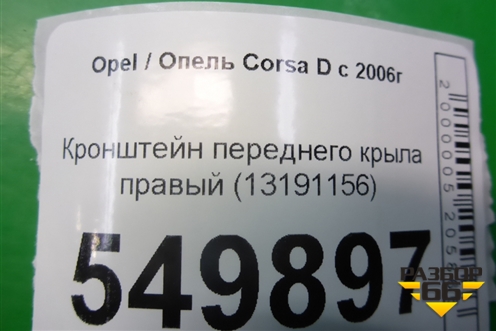 Opel / Опель Corsa D с 2006г
Кронштейн переднего крыла
правый (13191156)
549897
РАЗБОР
66